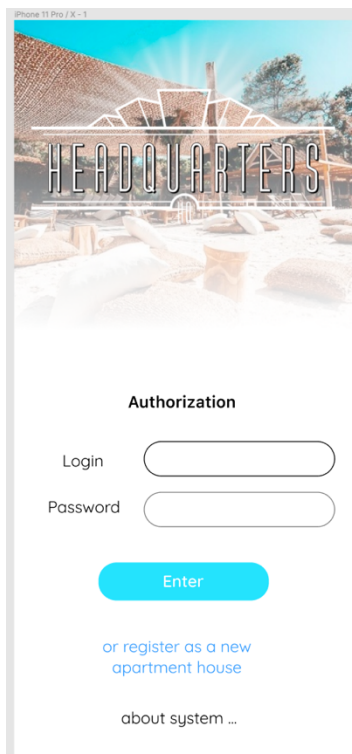 iPhone 11 Pro / X - 1
HEADQUARTERS
Authorization
Login
Password
Enter
or register as a new
apartment house
about system ...